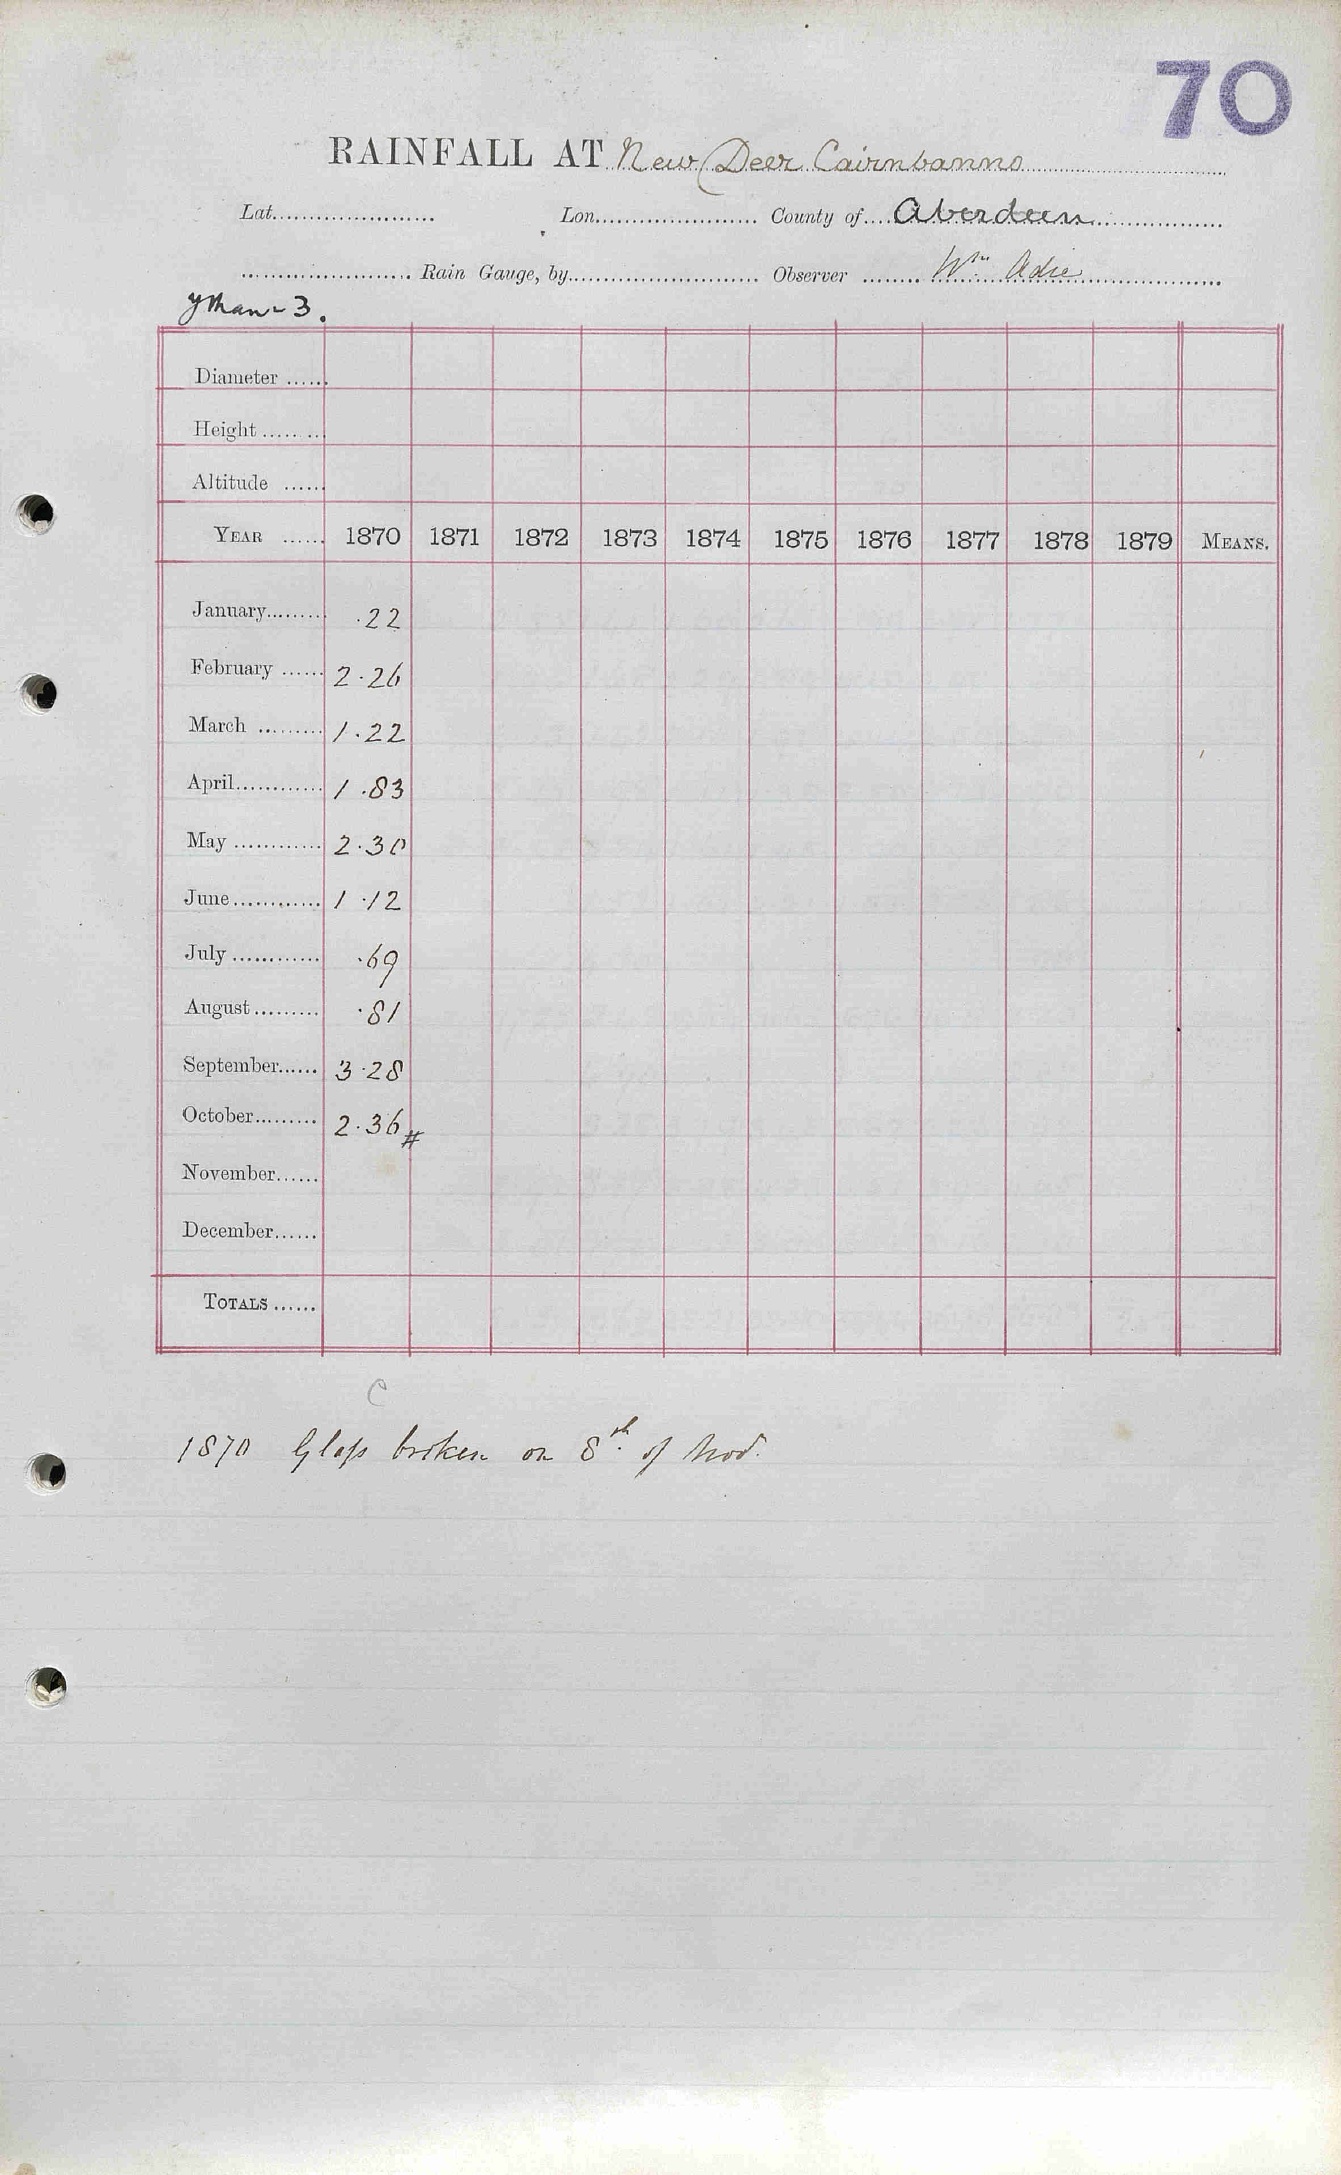 70
RAINFALL AT New Deer Cairnbanno
Lat...................... Lon...................... County of.... Aberdeen
...................... Rain Gauge, by.......................... Observer ........ Wm. Adie
Ythan - 3.
Diameter ......
Height ........
Altitude ......
YEAR ...... 1870 1871 1872 1873 1874 1875 1876 1877 1878 1879 MEANS.
January......... .22
February ...... 2.26
March ......... 1.22
April............ 1.83
May ............ 2.30
June............ 1.12
July ............ .69
August......... .81
September...... 3.28
October......... 2.36 #
November......
December......
TOTALS ......
C
1870 Glass broken on 8th of Nov.